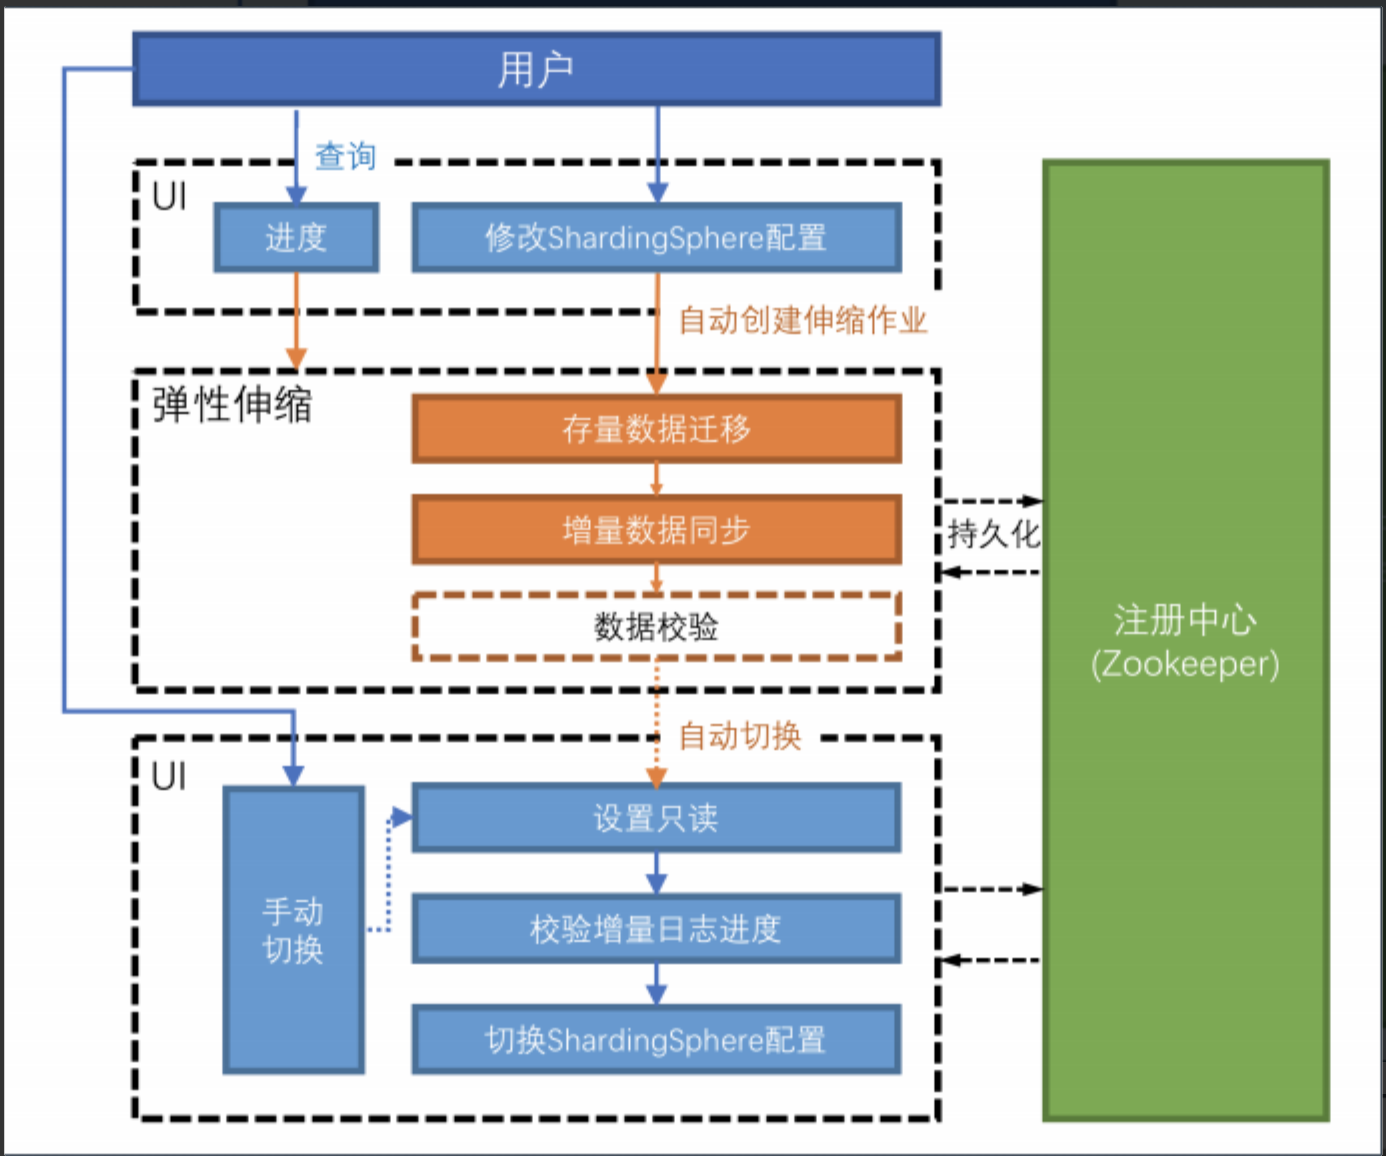 用户
查询
UI
进度
修改ShardingSphere配置
自动创建伸缩作业
弹性伸缩
存量数据迁移
增量数据同步
数据校验
持久化
注册中心
(Zookeeper)
自动切换
UI
设置只读
手动
切换
校验增量日志进度
切换ShardingSphere配置